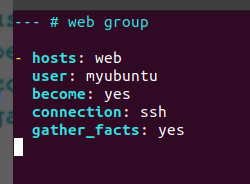 --- # web group
- hosts: web
user: myubuntu
become: yes
connection: ssh
gather_facts: yes